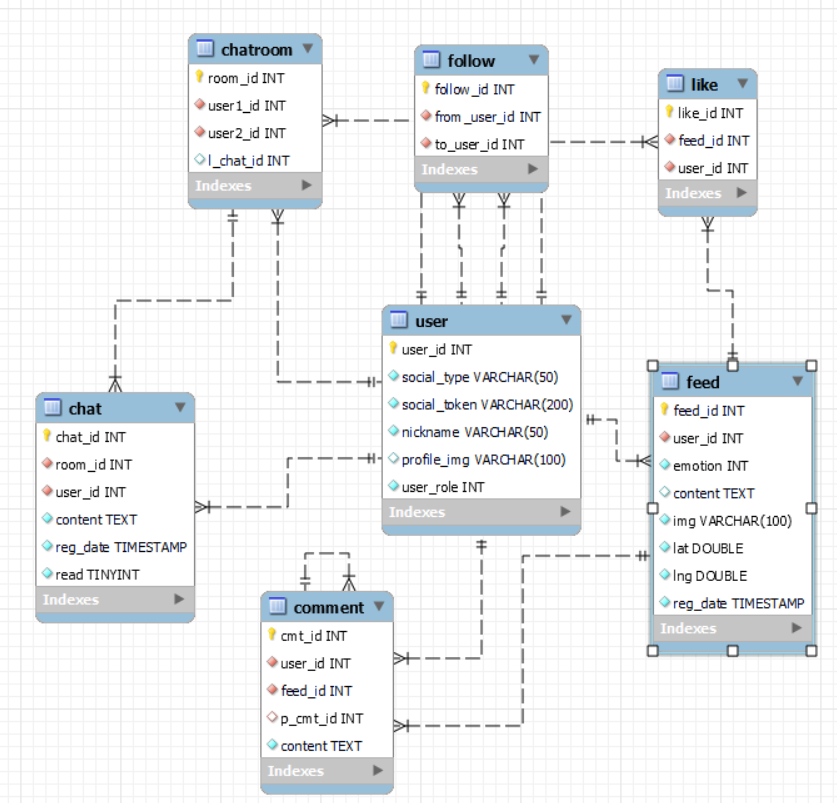 chatroom
room_id INT
user1_id INT
user2_id INT
l_chat_id INT
Indexes
follow
follow_id INT
from _user_id INT
to_user_id INT
Indexes
like
like_id INT
feed_id INT
user_id INT
Indexes
user
user_id INT
social_type VARCHAR(50)
social_token VARCHAR(200)
nickname VARCHAR(50)
profile_img VARCHAR(100)
user_role INT
Indexes
feed
feed_id INT
user_id INT
emotion INT
content TEXT
img VARCHAR(100)
lat DOUBLE
lng DOUBLE
reg_date TIMESTAMP
Indexes
chat
chat_id INT
room_id INT
user_id INT
content TEXT
reg_date TIMESTAMP
read TINYINT
Indexes
comment
cmt_id INT
user_id INT
feed_id INT
p_cmt_id INT
content TEXT
Indexes